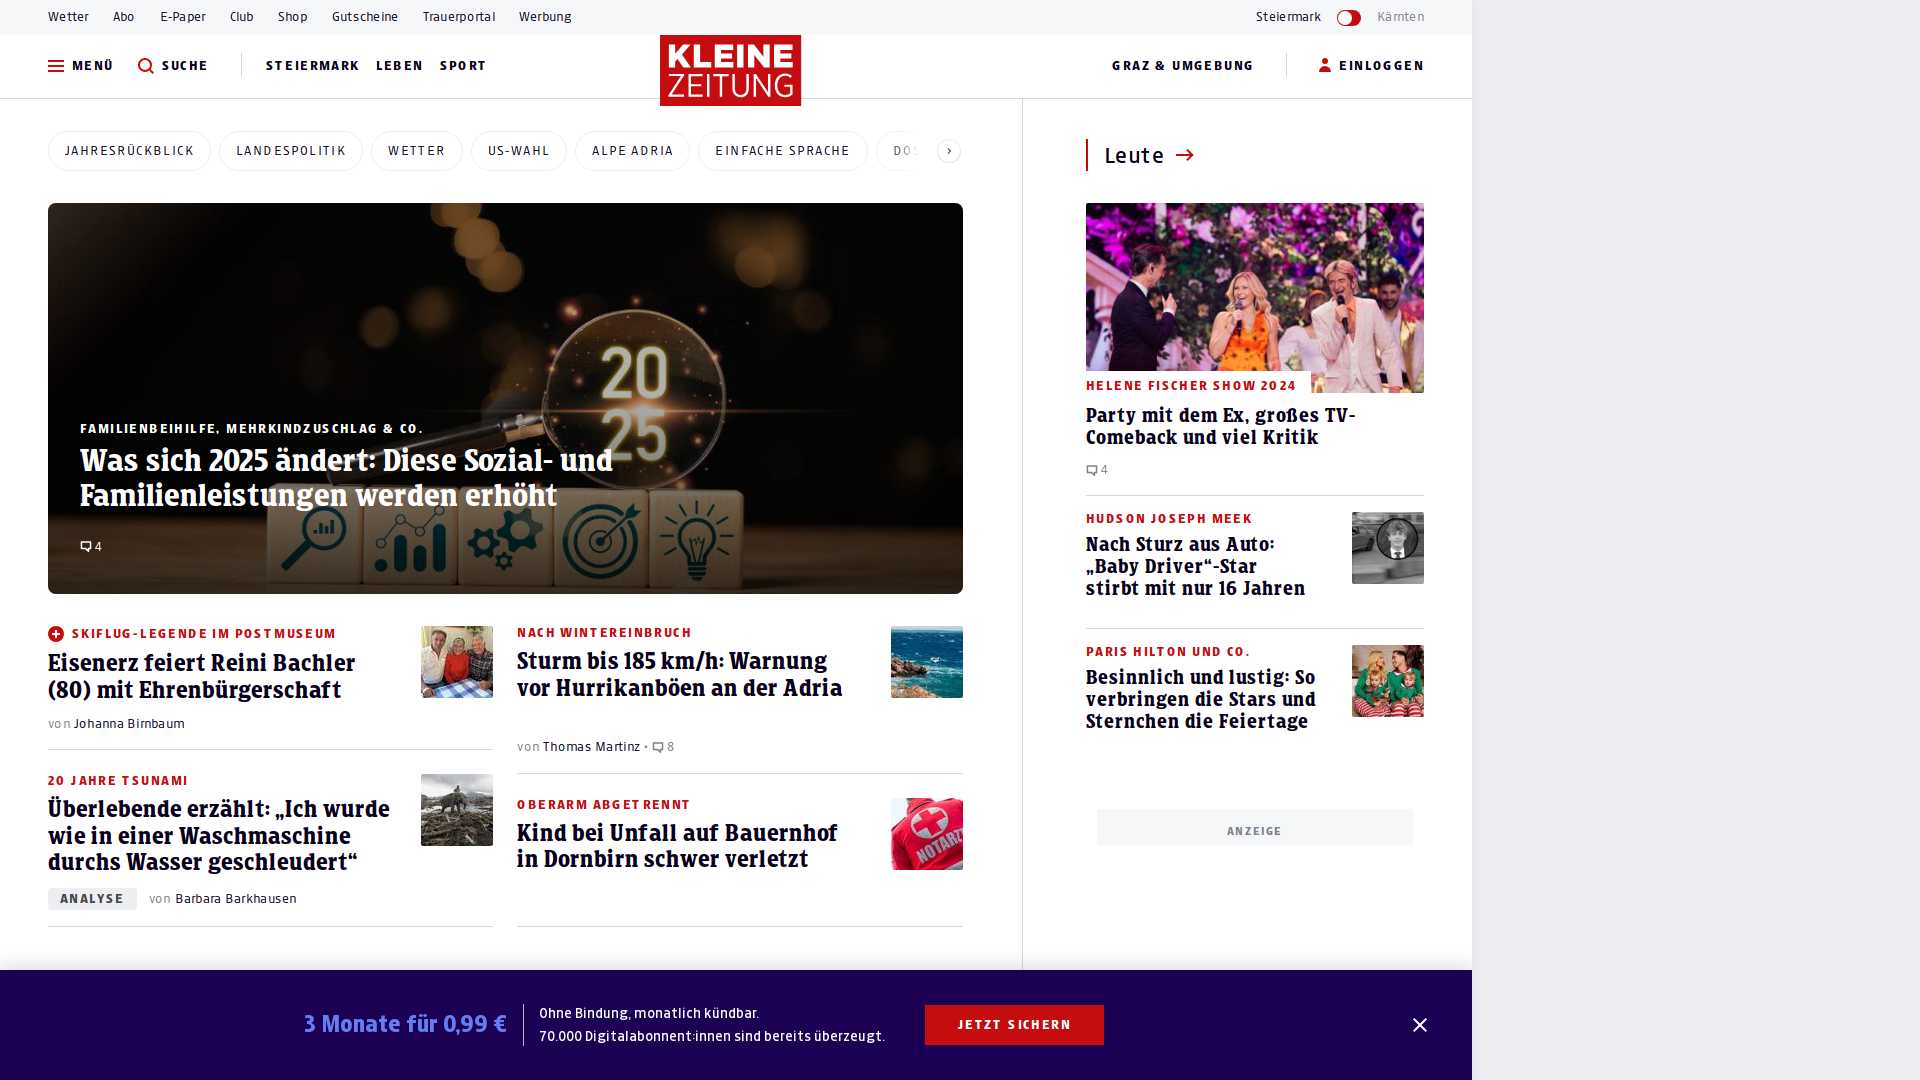 Wetter Abo E-Paper Club Shop Gutscheine Trauerportal Werbung Steiermark Kärnten
MENÜ SUCHE STEIERMARK LEBEN SPORT KLEINE ZEITUNG GRAZ & UMGEBUNG EINLOGGEN
JAHRESRÜCKBLICK LANDESPOLITIK WETTER US-WAHL ALPE ADRIA EINFACHE SPRACHE
20
25
FAMILIENBEIHILFE, MEHRKINDZUSCHLAG & CO.
Was sich 2025 ändert: Diese Sozial- und
Familienleistungen werden erhöht
4
SKIFLUG-LEGENDE IM POSTMUSEUM
Eisenerz feiert Reini Bachler
(80) mit Ehrenbürgerschaft
von Johanna Birnbaum
20 JAHRE TSUNAMI
Überlebende erzählt: „Ich wurde
wie in einer Waschmaschine
durchs Wasser geschleudert“
ANALYSE von Barbara Barkhausen
NACH WINTEREINBRUCH
Sturm bis 185 km/h: Warnung
vor Hurrikanböen an der Adria
von Thomas Martinz • 8
OBERARM ABGETRENNT
Kind bei Unfall auf Bauernhof
in Dornbirn schwer verletzt
NOTARZT
Leute
HELENE FISCHER SHOW 2024
Party mit dem Ex, großes TV-
Comeback und viel Kritik
4
HUDSON JOSEPH MEEK
Nach Sturz aus Auto:
„Baby Driver“-Star
stirbt mit nur 16 Jahren
PARIS HILTON UND CO.
Besinnlich und lustig: So
verbringen die Stars und
Sternchen die Feiertage
ANZEIGE
3 Monate für 0,99 €
Ohne Bindung, monatlich kündbar.
70.000 Digitalabonnent:innen sind bereits überzeugt.
JETZT SICHERN